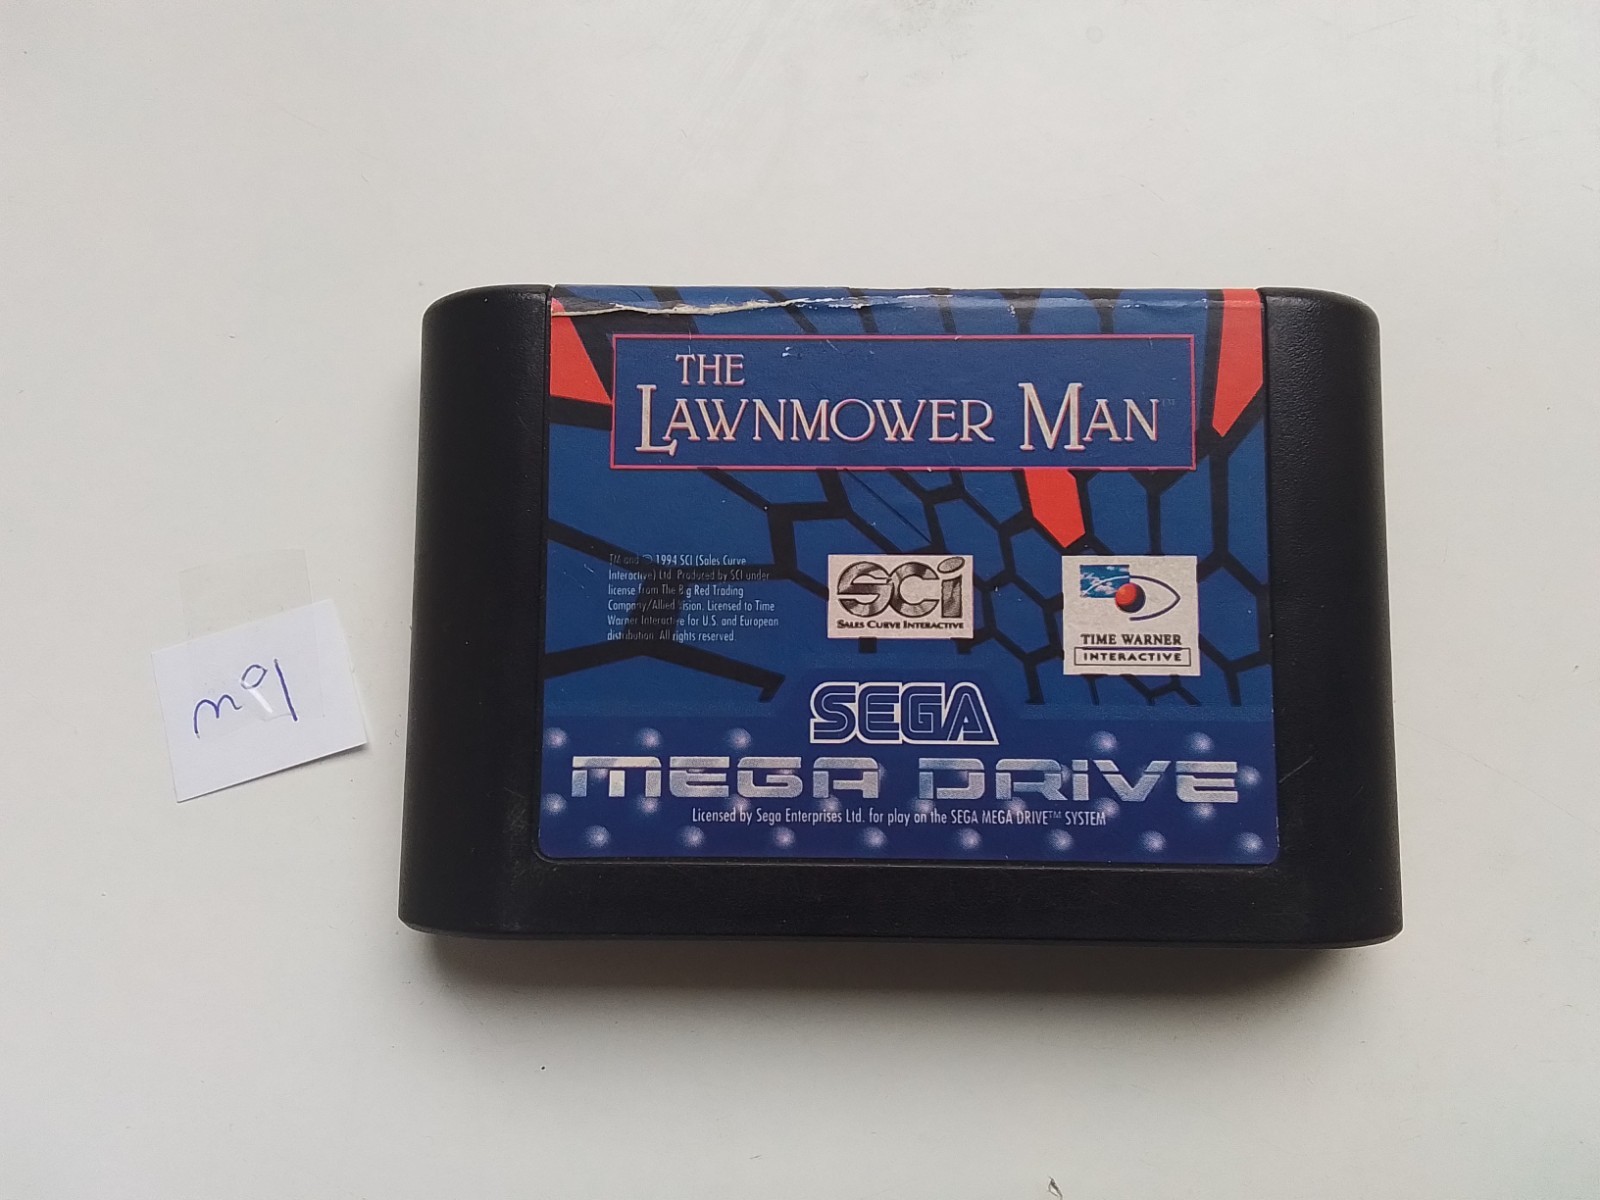 THE
LAWNMOWER MAN™
TM and © 1994 SCI (Sales Curve
Interactive) Ltd. Produced by SCI under
license from The Big Red Trading
Company/Allied Vision. Licensed to Time
Warner Interactive for U.S. and European
distribution. All rights reserved.
SCi
SALES CURVE INTERACTIVE
TIME WARNER
INTERACTIVE
SEGA
MEGA DRIVE
Licensed by Sega Enterprises Ltd. for play on the SEGA MEGA DRIVE™ SYSTEM
nº1